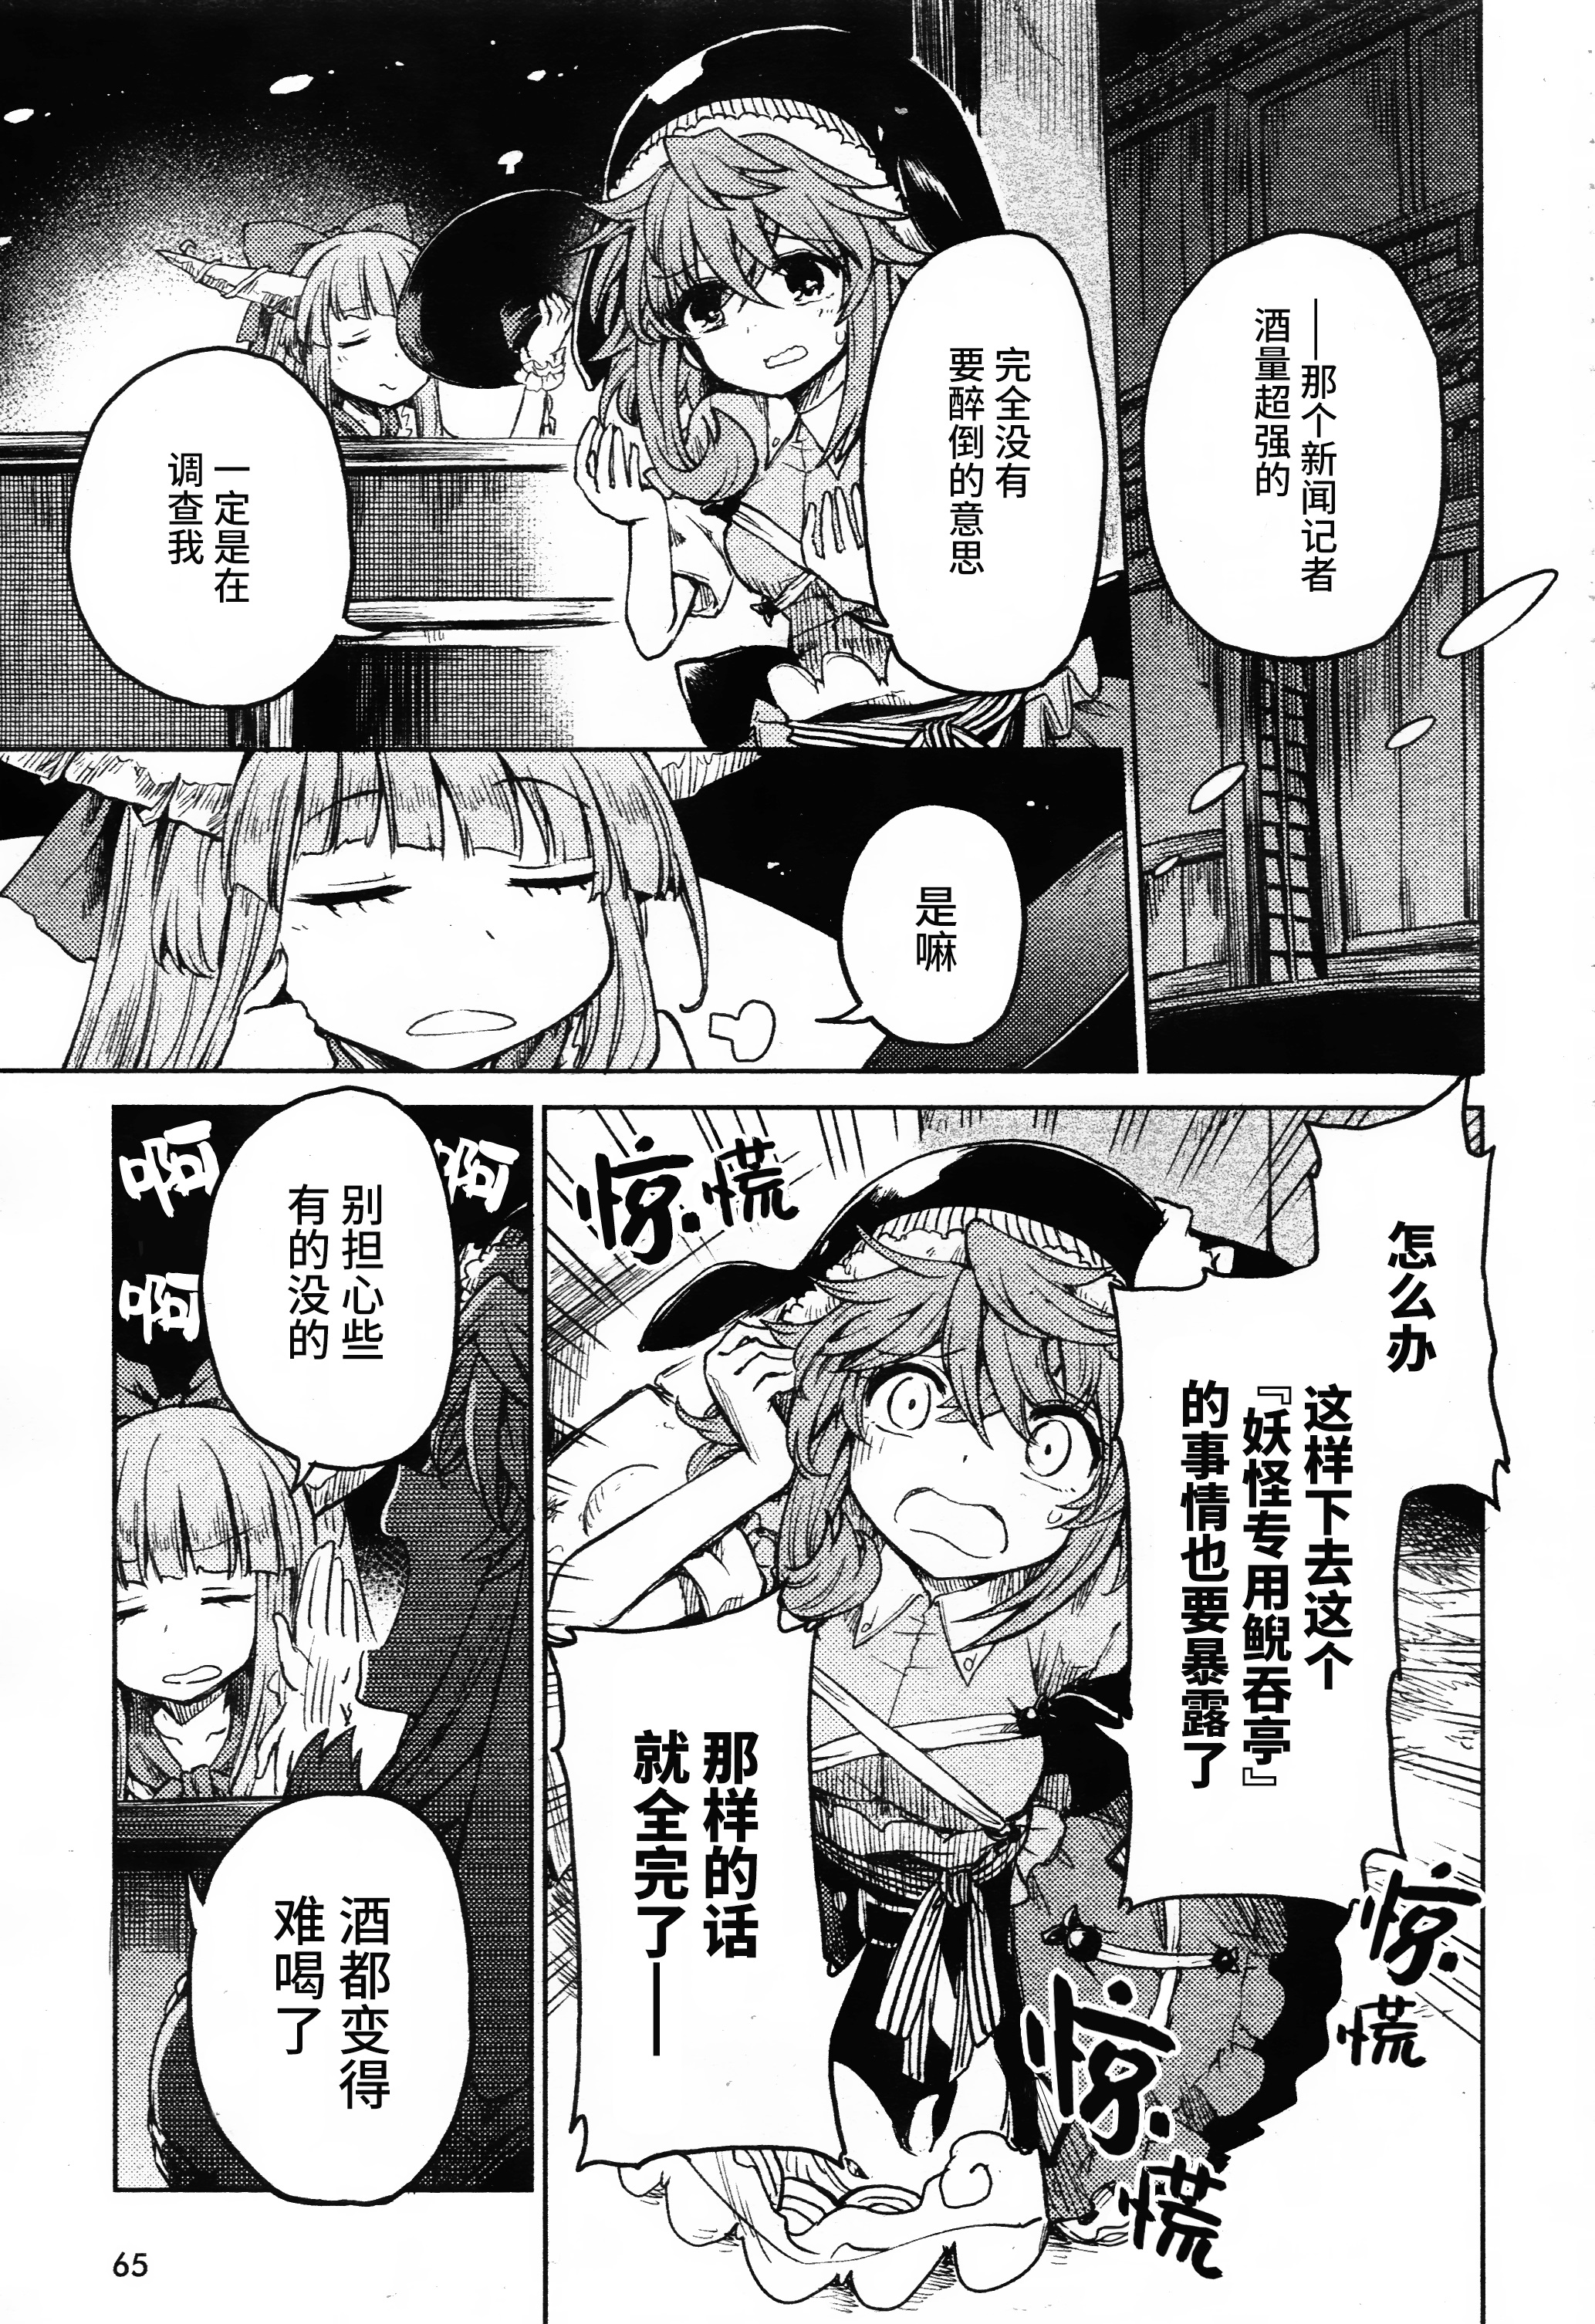 ——那个新闻记者
酒量超强的
完全没有
要醉倒的意思
一定是在
调查我
是嘛
怎么办
这样下去这个
『妖怪专用鲵吞亭』
的事情也要暴露了
惊慌
那样的话
就全完了——
惊慌
惊慌
别担心些
有的没的
啊
啊
啊
酒都变得
难喝了
65